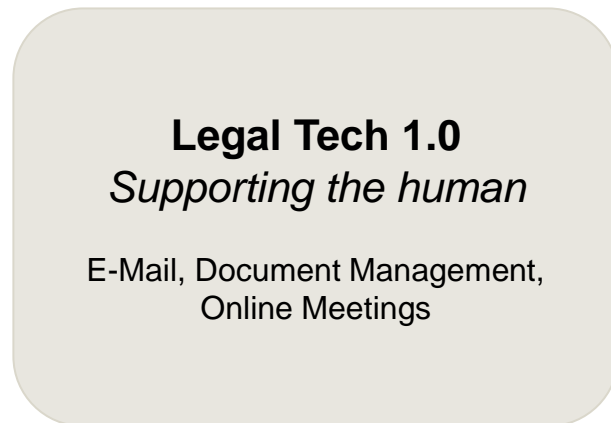 Legal Tech 1.0
Supporting the human
E-Mail, Document Management,
Online Meetings